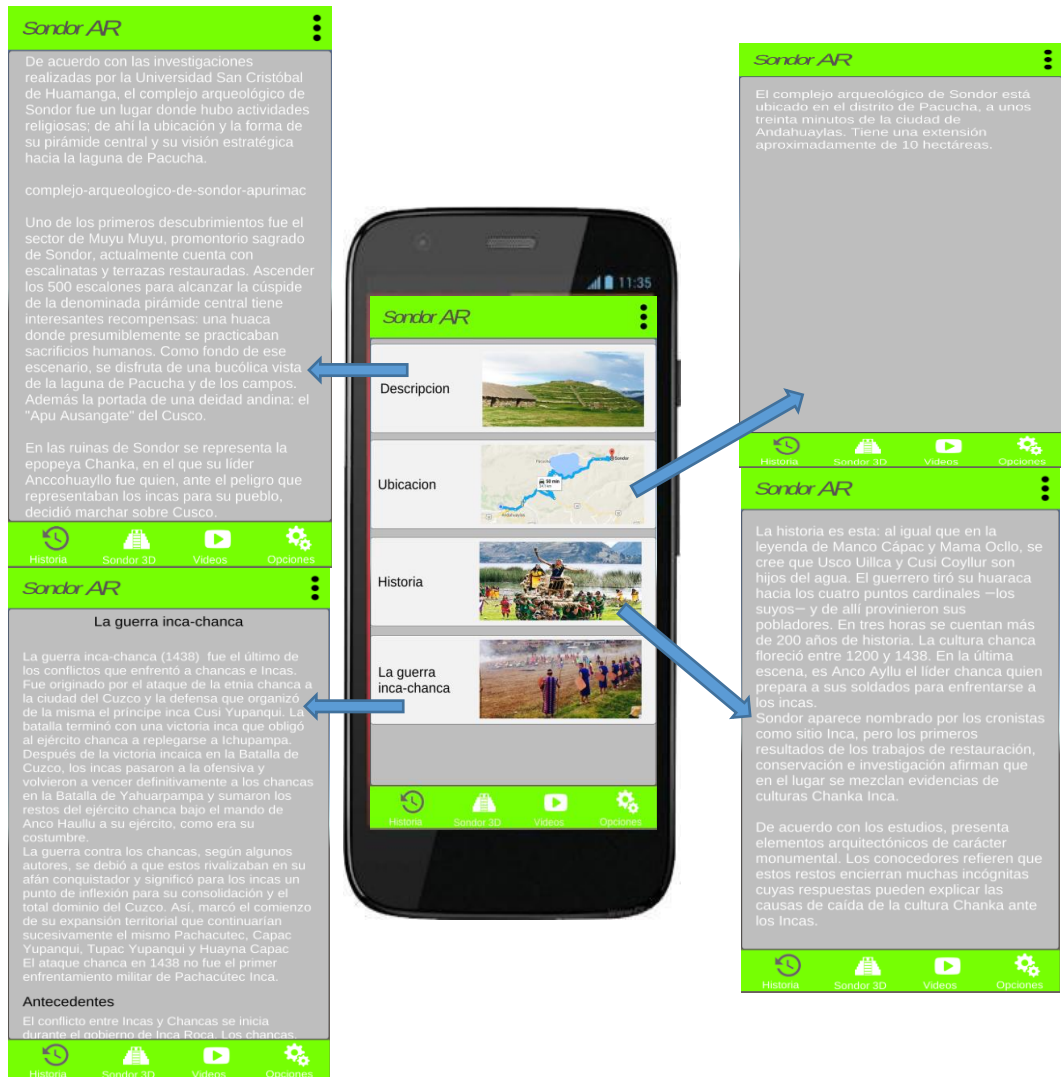 Sondor AR
De acuerdo con las investigaciones
realizadas por la Universidad San Cristóbal
de Huamanga, el complejo arqueológico de
Sondor fue un lugar donde hubo actividades
religiosas; de ahí la ubicación y la forma de
su pirámide central y su visión estratégica
hacia la laguna de Pacucha.
complejo-arqueologico-de-sondor-apurimac
Uno de los primeros descubrimientos fue el
sector de Muyu Muyu, promontorio sagrado
de Sondor, actualmente cuenta con
escalinatas y terrazas restauradas. Ascender
los 500 escalones para alcanzar la cúspide
de la denominada pirámide central tiene
interesantes recompensas: una huaca
donde presumiblemente se practicaban
sacrificios humanos. Como fondo de ese
escenario, se disfruta de una bucólica vista
de la laguna de Pacucha y de los campos.
Además la portada de una deidad andina: el
"Apu Ausangate" del Cusco.
En las ruinas de Sondor se representa la
epopeya Chanka, en el que su líder
Anccohuayllo fue quien, ante el peligro que
representaban los incas para su pueblo,
decidió marchar sobre Cusco.
Historia Sondor 3D Videos Opciones
Sondor AR
La guerra inca-chanca
La guerra inca-chanca (1438) fue el último de
los conflictos que enfrentó a chancas e Incas.
Fue originado por el ataque de la etnia chanca a
la ciudad del Cuzco y la defensa que organizó
de la misma el príncipe inca Cusi Yupanqui. La
batalla terminó con una victoria inca que obligó
al ejército chanca a replegarse a Ichupampa.
Después de la victoria incaica en la Batalla de
Cuzco, los incas pasaron a la ofensiva y
volvieron a vencer definitivamente a los chancas
en la Batalla de Yahuarpampa y sumaron los
restos del ejército chanca bajo el mando de
Anco Haullu a su ejército, como era su
costumbre.
La guerra contra los chancas, según algunos
autores, se debió a que estos rivalizaban en su
afán conquistador y significó para los incas un
punto de inflexión para su consolidación y el
total dominio del Cuzco. Así, marcó el comienzo
de su expansión territorial que continuarían
sucesivamente el mismo Pachacutec, Capac
Yupanqui, Tupac Yupanqui y Huayna Capac
El ataque chanca en 1438 no fue el primer
enfrentamiento militar de Pachacútec Inca.
Antecedentes
El conflicto entre Incas y Chancas se inicia
durante el gobierno de Inca Roca. Los chancas,
Historia Sondor 3D Videos Opciones
11:35
Sondor AR
Descripcion
Ubicacion
Sondor
58 min
Andahuaylas
Historia
La guerra
inca-chanca
Historia Sondor 3D Videos Opciones
Sondor AR
El complejo arqueológico de Sondor está
ubicado en el distrito de Pacucha, a unos
treinta minutos de la ciudad de
Andahuaylas. Tiene una extensión
aproximadamente de 10 hectáreas.
Historia Sondor 3D Videos Opciones
Sondor AR
La historia es esta: al igual que en la
leyenda de Manco Cápac y Mama Ocllo, se
cree que Usco Uillca y Cusi Coyllur son
hijos del agua. El guerrero tiró su huaraca
hacia los cuatro puntos cardinales —los
suyos— y de allí provinieron sus
pobladores. En tres horas se cuentan más
de 200 años de historia. La cultura chanca
floreció entre 1200 y 1438. En la última
escena, es Anco Ayllu el líder chanca quien
prepara a sus soldados para enfrentarse a
los incas.
Sondor aparece nombrado por los cronistas
como sitio Inca, pero los primeros
resultados de los trabajos de restauración,
conservación e investigación afirman que
en el lugar se mezclan evidencias de
culturas Chanka Inca.
De acuerdo con los estudios, presenta
elementos arquitectónicos de carácter
monumental. Los conocedores refieren que
estos restos encierran muchas incógnitas
cuyas respuestas pueden explicar las
causas de caída de la cultura Chanka ante
los Incas.
Historia Sondor 3D Videos Opciones